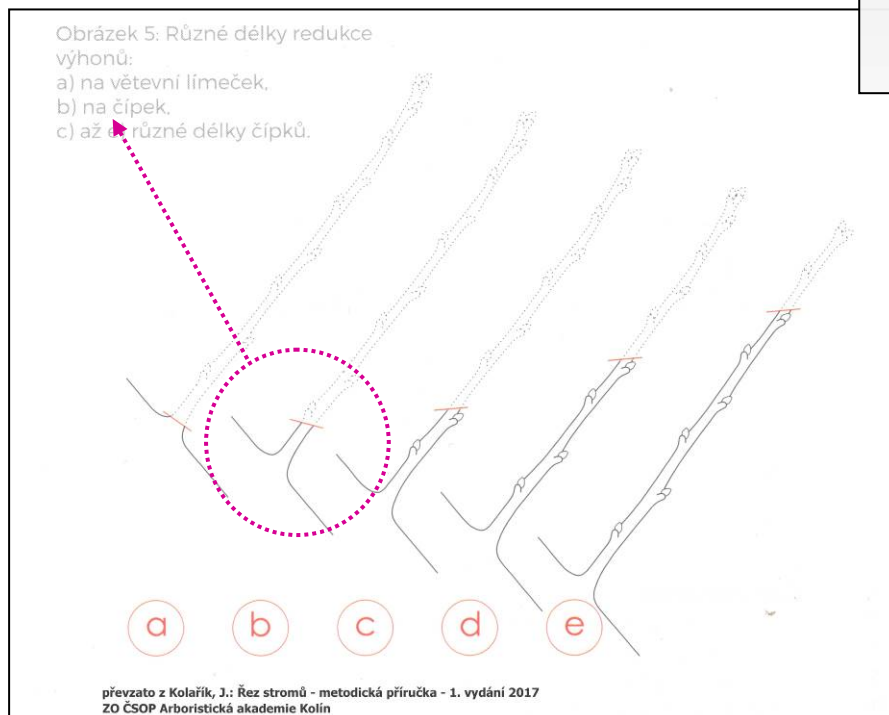 Obrázek 5: Různé délky redukce
výhonů:
a) na větevní límeček,
b) na čípek,
c) až e) různé délky čípků.
a b c d e
převzato z Kolařík, J.: Řez stromů - metodická příručka - 1. vydání 2017
ZO ČSOP Arboristická akademie Kolín